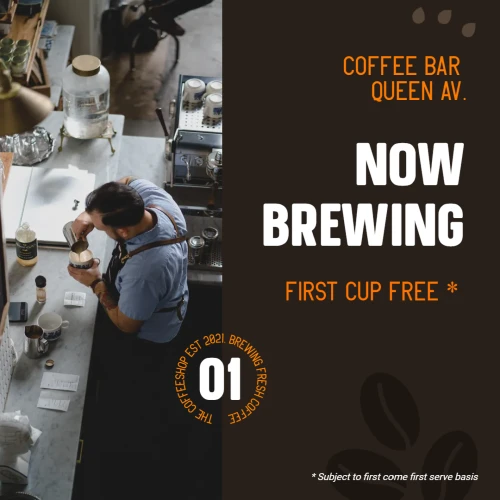 COFFEE BAR
QUEEN AV.
NOW
BREWING
FIRST CUP FREE *
THE COFFEESHOP EST 2021. BREWING FRESH COFFEE
01
* Subject to first come first serve basis